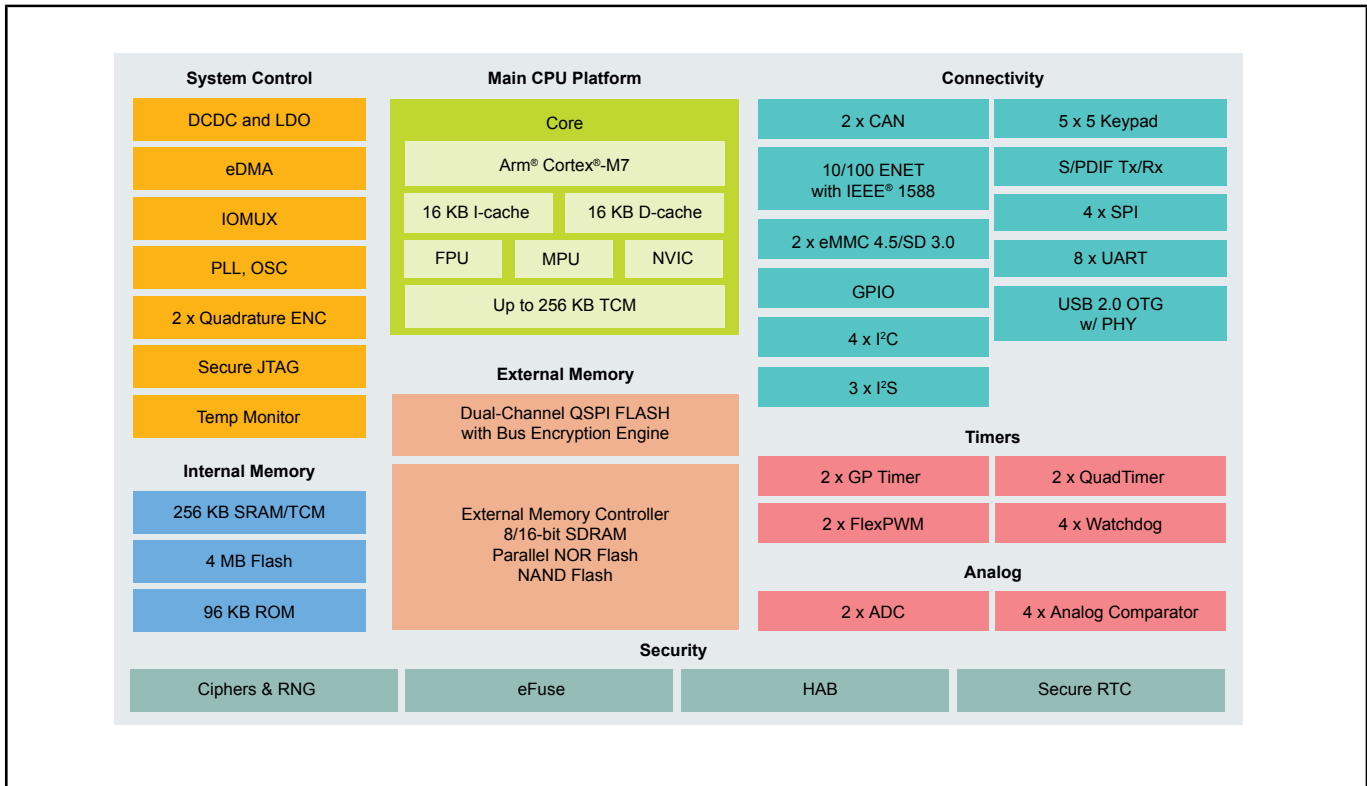 System Control
DCDC and LDO
eDMA
IOMUX
PLL, OSC
2 x Quadrature ENC
Secure JTAG
Temp Monitor
Internal Memory
256 KB SRAM/TCM
4 MB Flash
96 KB ROM
Main CPU Platform
Core
Arm® Cortex®-M7
16 KB I-cache
16 KB D-cache
FPU
MPU
NVIC
Up to 256 KB TCM
External Memory
Dual-Channel QSPI FLASH
with Bus Encryption Engine
External Memory Controller
8/16-bit SDRAM
Parallel NOR Flash
NAND Flash
Connectivity
2 x CAN
10/100 ENET
with IEEE® 1588
2 x eMMC 4.5/SD 3.0
GPIO
4 x I²C
3 x I²S
5 x 5 Keypad
S/PDIF Tx/Rx
4 x SPI
8 x UART
USB 2.0 OTG
w/ PHY
Timers
2 x GP Timer
2 x QuadTimer
2 x FlexPWM
4 x Watchdog
Analog
2 x ADC
4 x Analog Comparator
Security
Ciphers & RNG
eFuse
HAB
Secure RTC